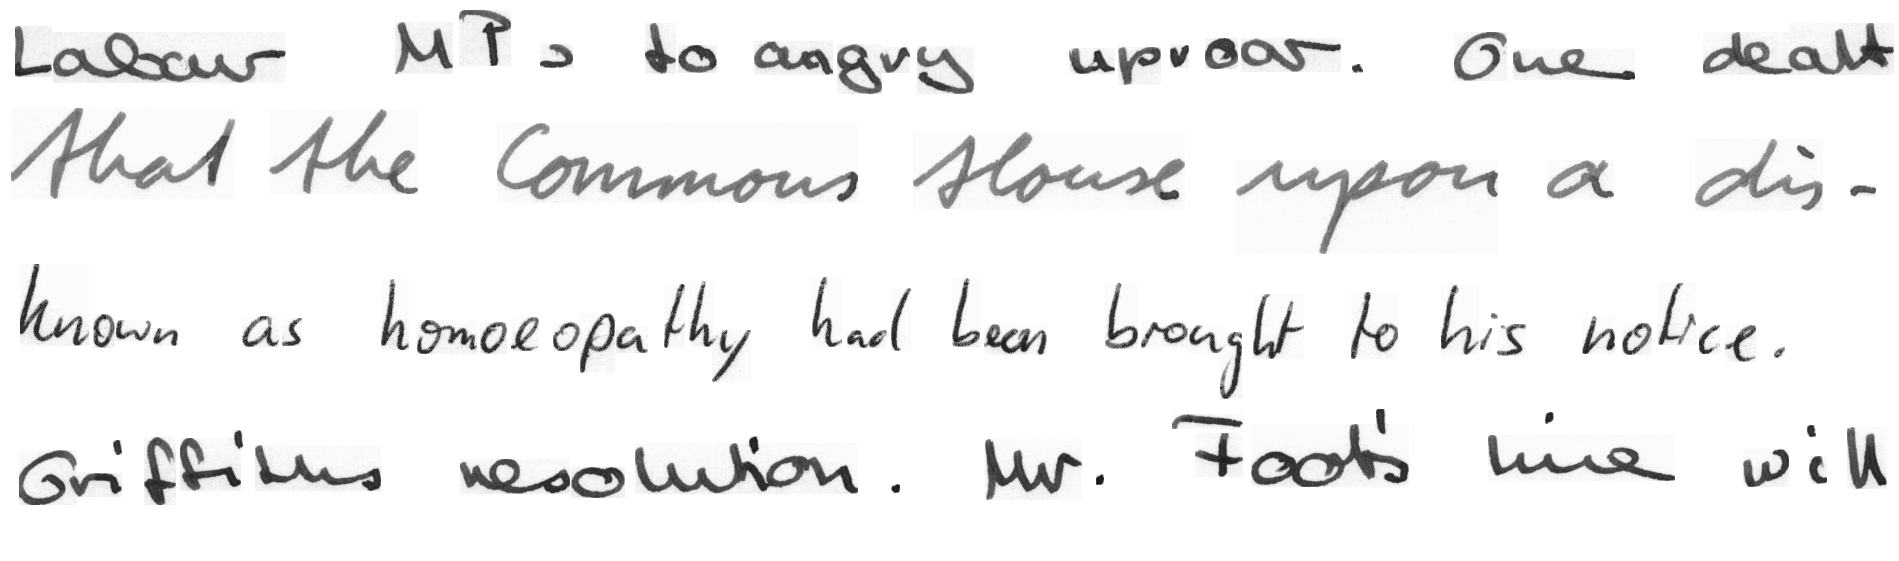 Labour MPs to angry uproar. One dealt
that the Commons House upon a dis-
known as homoeopathy had been brought to his notice.
Griffiths resolution. Mr. Foot's line will